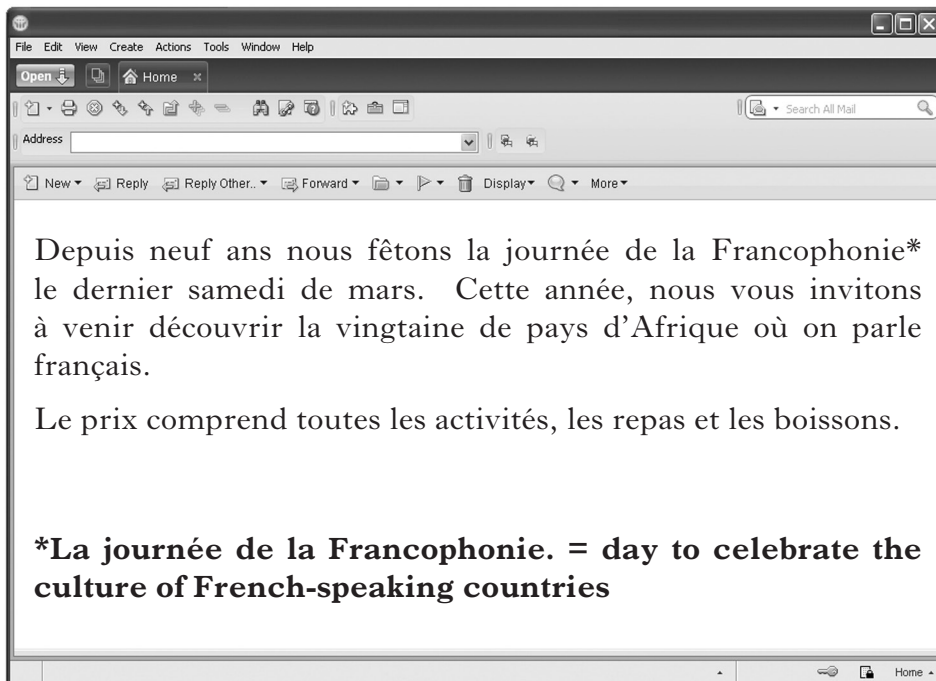 File Edit View Create Actions Tools Window Help
Open Home
Search All Mail
Address
New Reply Reply Other.. Forward Display More
Depuis neuf ans nous fêtons la journée de la Francophonie*
le dernier samedi de mars. Cette année, nous vous invitons
à venir découvrir la vingtaine de pays d’Afrique où on parle
français.
Le prix comprend toutes les activités, les repas et les boissons.
*La journée de la Francophonie. = day to celebrate the
culture of French-speaking countries
Home